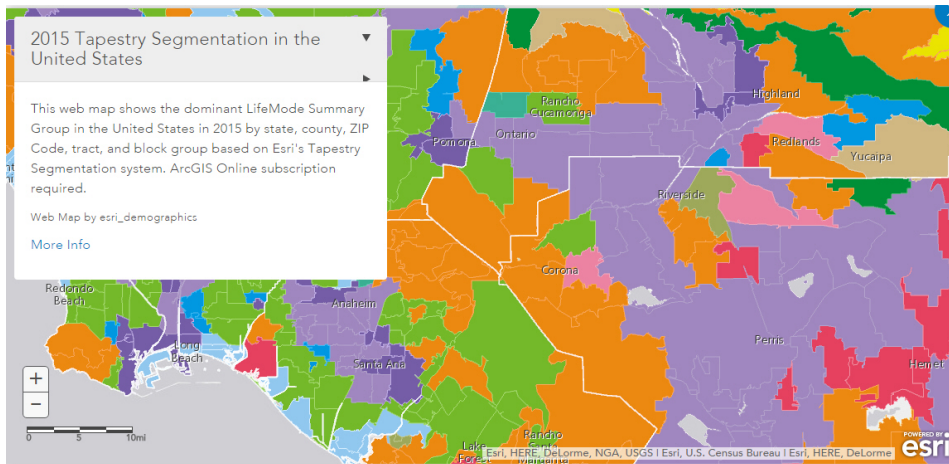 2015 Tapestry Segmentation in the
United States
This web map shows the dominant LifeMode Summary
Group in the United States in 2015 by state, county, ZIP
Code, tract, and block group based on Esri's Tapestry
Segmentation system. ArcGIS Online subscription
required.
Web Map by esri_demographics
More Info
Rancho
Cucamonga
Highland
Ontario
Pomona
Redlands
Yucaipa
Riverside
Corona
Redondo
Beach
Anaheim
Long
Beach
Santa Ana
Perris
Hemet
+
−
0 5 10mi
Lake
Forest
Rancho
Santa
Margarita
Esri, HERE, DeLorme, NGA, USGS | Esri, U.S. Census Bureau | Esri, HERE, DeLorme
POWERED BY
esri